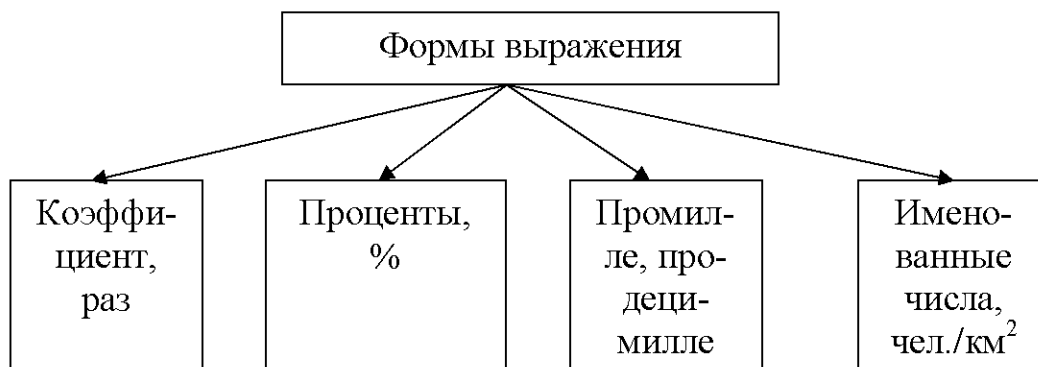 Формы выражения
Коэффи-
циент,
раз
Проценты,
%
Промил-
ле, про-
деци-
милле
Имено-
ванные
числа,
чел./км²